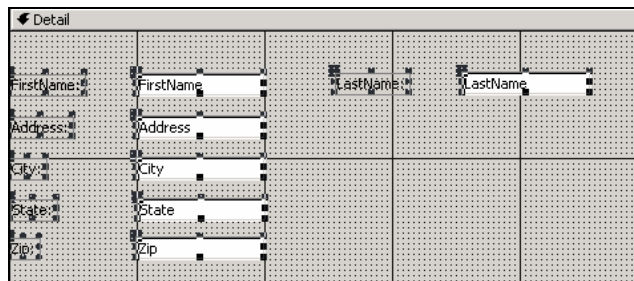 Detail
FirstName: FirstName LastName: LastName
Address: Address
City: City
State: State
Zip: Zip